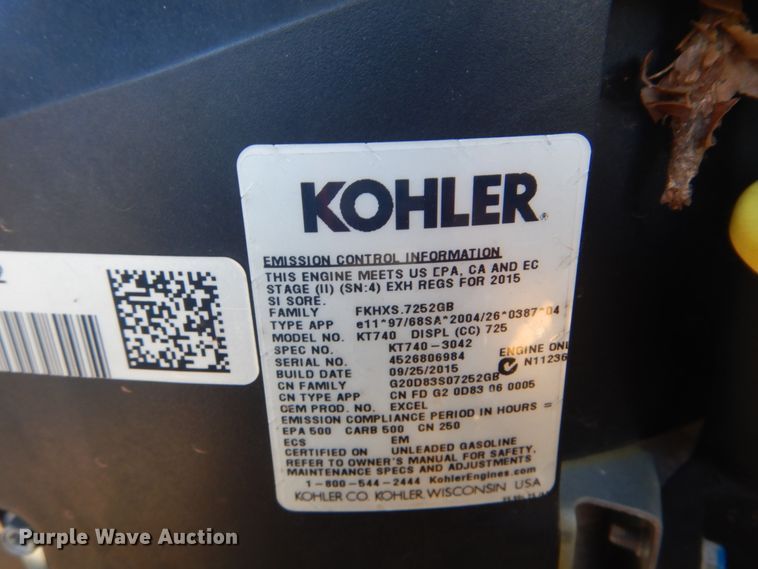 2
KOHLER.
EMISSION CONTROL INFORMATION
THIS ENGINE MEETS US EPA, CA AND EC
STAGE (II) (SN:4) EXH REGS FOR 2015
SI SORE.
FAMILY FKHXS.7252GB
TYPE APP e11*97/68SA*2004/26*0387*04
MODEL NO. KT740 DISPL (CC) 725
SPEC NO. KT740-3042 ENGINE ONL
SERIAL NO. 4526806984 N11236
BUILD DATE 09/25/2015
CN FAMILY G20D83S07252GB
CN TYPE APP CN FD G2 0D83 06 0005
OEM PROD. NO. EXCEL
EMISSION COMPLIANCE PERIOD IN HOURS =
EPA 500 CARB 500 CN 250
ECS EM
CERTIFIED ON UNLEADED GASOLINE
REFER TO OWNER'S MANUAL FOR SAFETY,
MAINTENANCE SPECS AND ADJUSTMENTS
1-800-544-2444 KohlerEngines.com
KOHLER CO. KOHLER, WISCONSIN USA
Purple Wave Auction